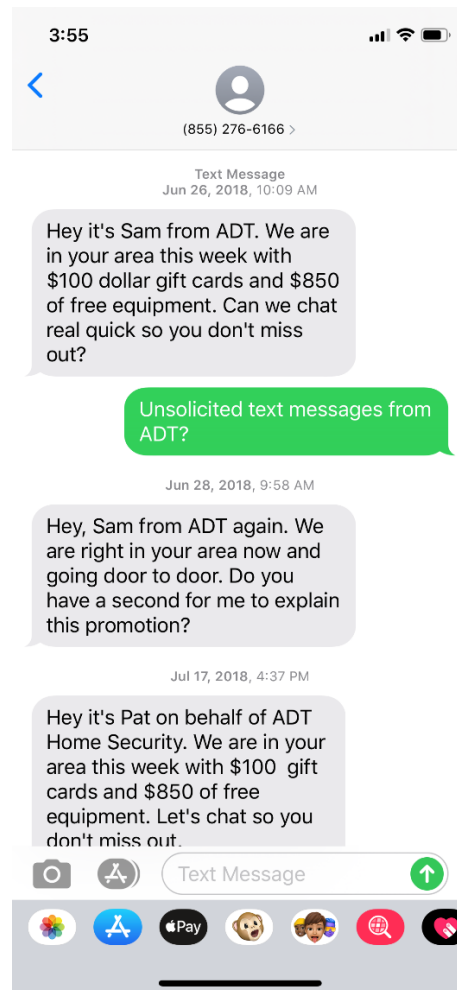 3:55
(855) 276-6166 >
Text Message
Jun 26, 2018, 10:09 AM
Hey it's Sam from ADT. We are
in your area this week with
$100 dollar gift cards and $850
of free equipment. Can we chat
real quick so you don't miss
out?
Unsolicited text messages from
ADT?
Jun 28, 2018, 9:58 AM
Hey, Sam from ADT again. We
are right in your area now and
going door to door. Do you
have a second for me to explain
this promotion?
Jul 17, 2018, 4:37 PM
Hey it's Pat on behalf of ADT
Home Security. We are in your
area this week with $100  gift
cards and $850 of free
equipment. Let's chat so you
don't miss out.
Text Message
Pay